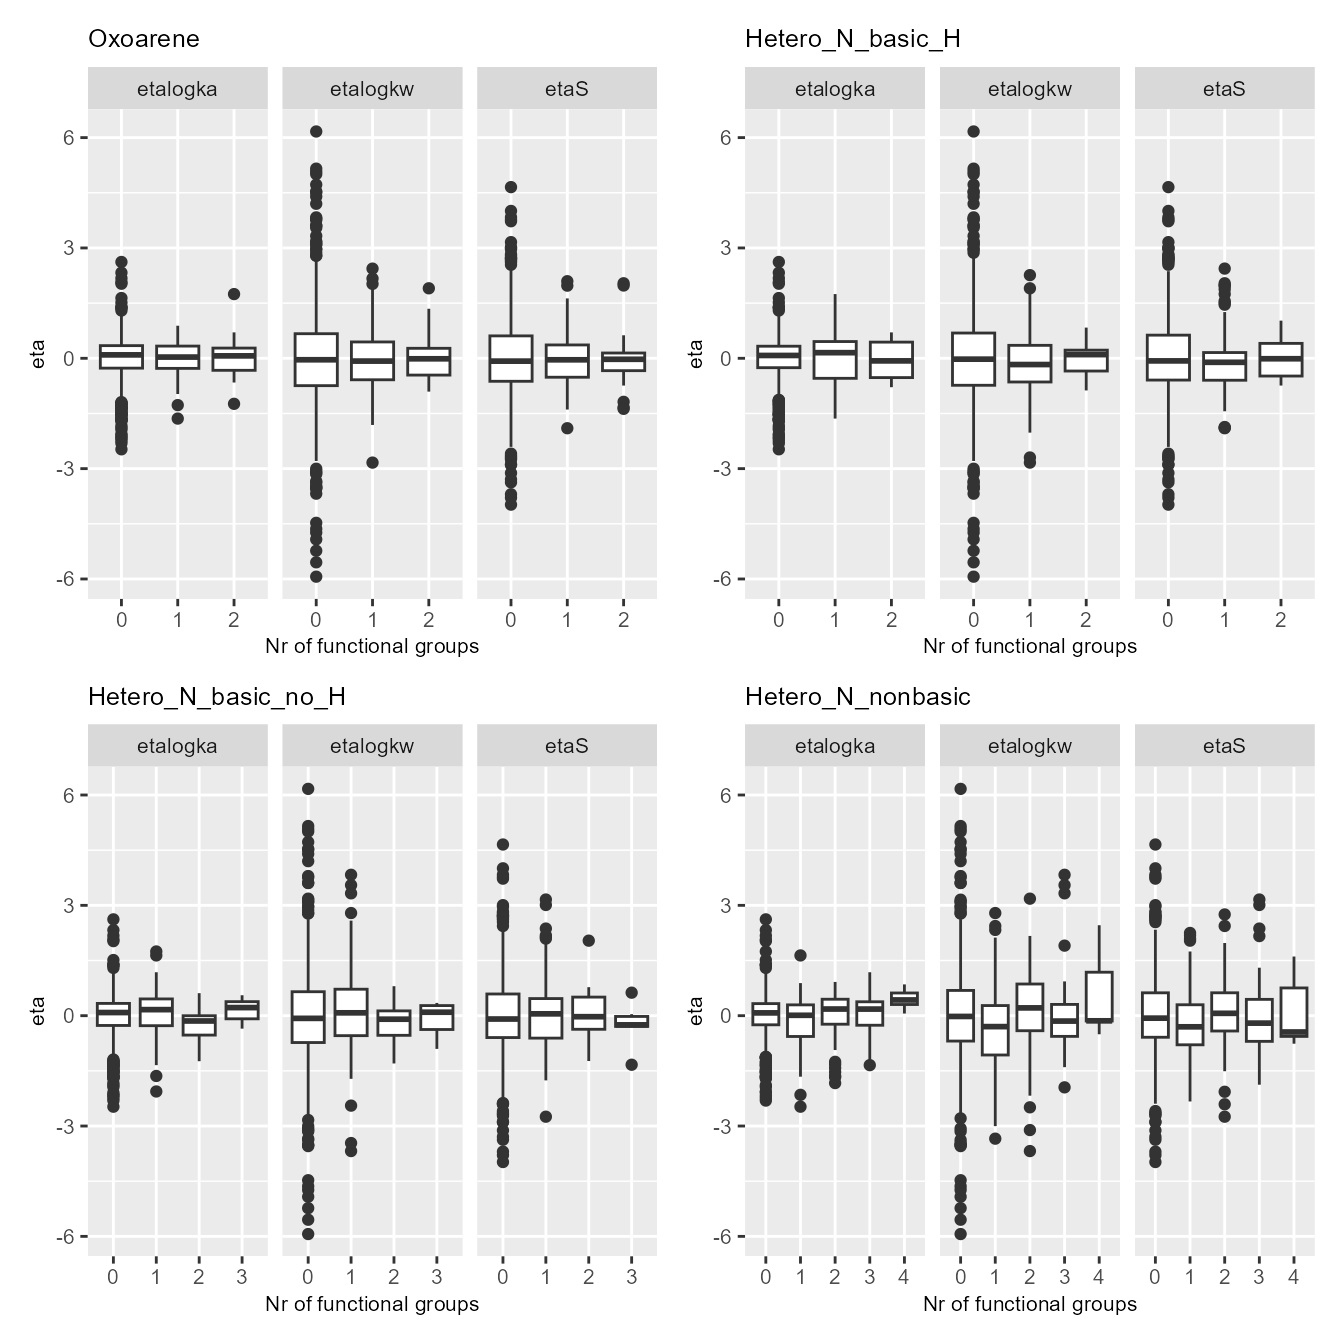 Oxoarene
etalogka etalogkw etaS
6
3
0
-3
-6
eta
0 1 2 0 1 2 0 1 2
Nr of functional groups
Hetero_N_basic_H
etalogka etalogkw etaS
6
3
0
-3
-6
eta
0 1 2 0 1 2 0 1 2
Nr of functional groups
Hetero_N_basic_no_H
etalogka etalogkw etaS
6
3
0
-3
-6
eta
0 1 2 3 0 1 2 3 0 1 2 3
Nr of functional groups
Hetero_N_nonbasic
etalogka etalogkw etaS
6
3
0
-3
-6
eta
0 1 2 3 4 0 1 2 3 4 0 1 2 3 4
Nr of functional groups